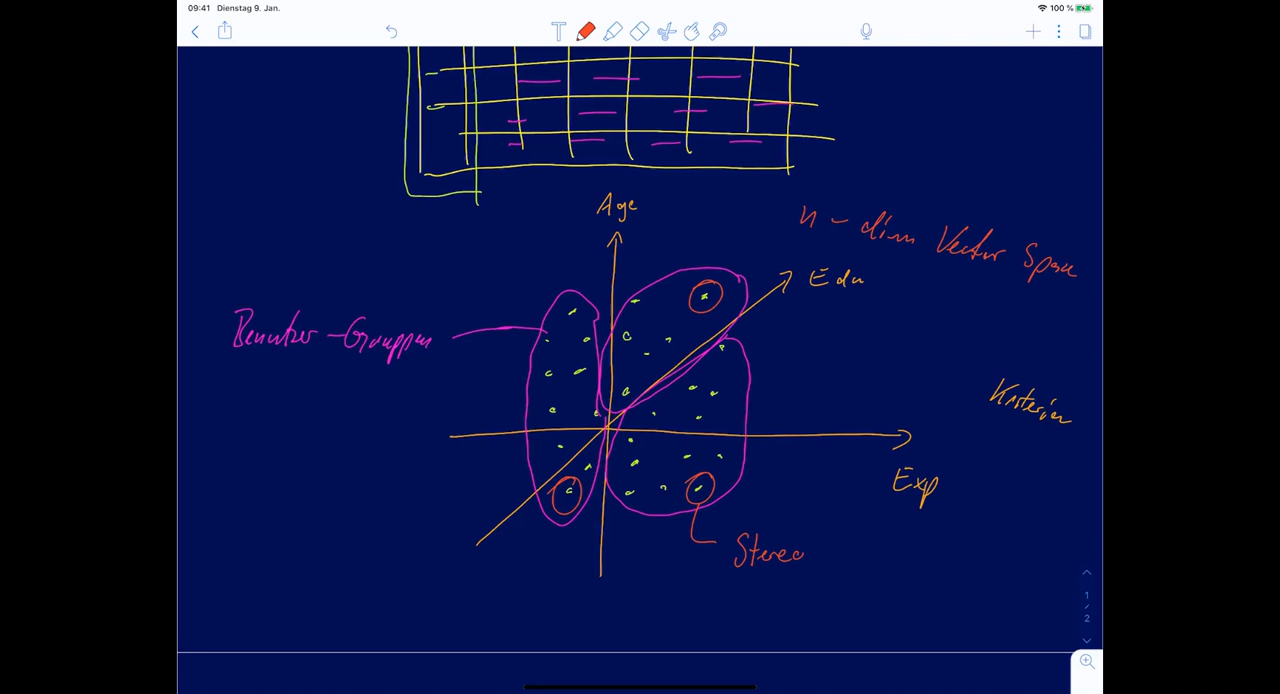 09:41 Dienstag 9. Jan.
100 %
Age
n - dim Vector Space
Edu
Benutzer-Gruppen
Kriterien
Exp
Stereo
1
/
2